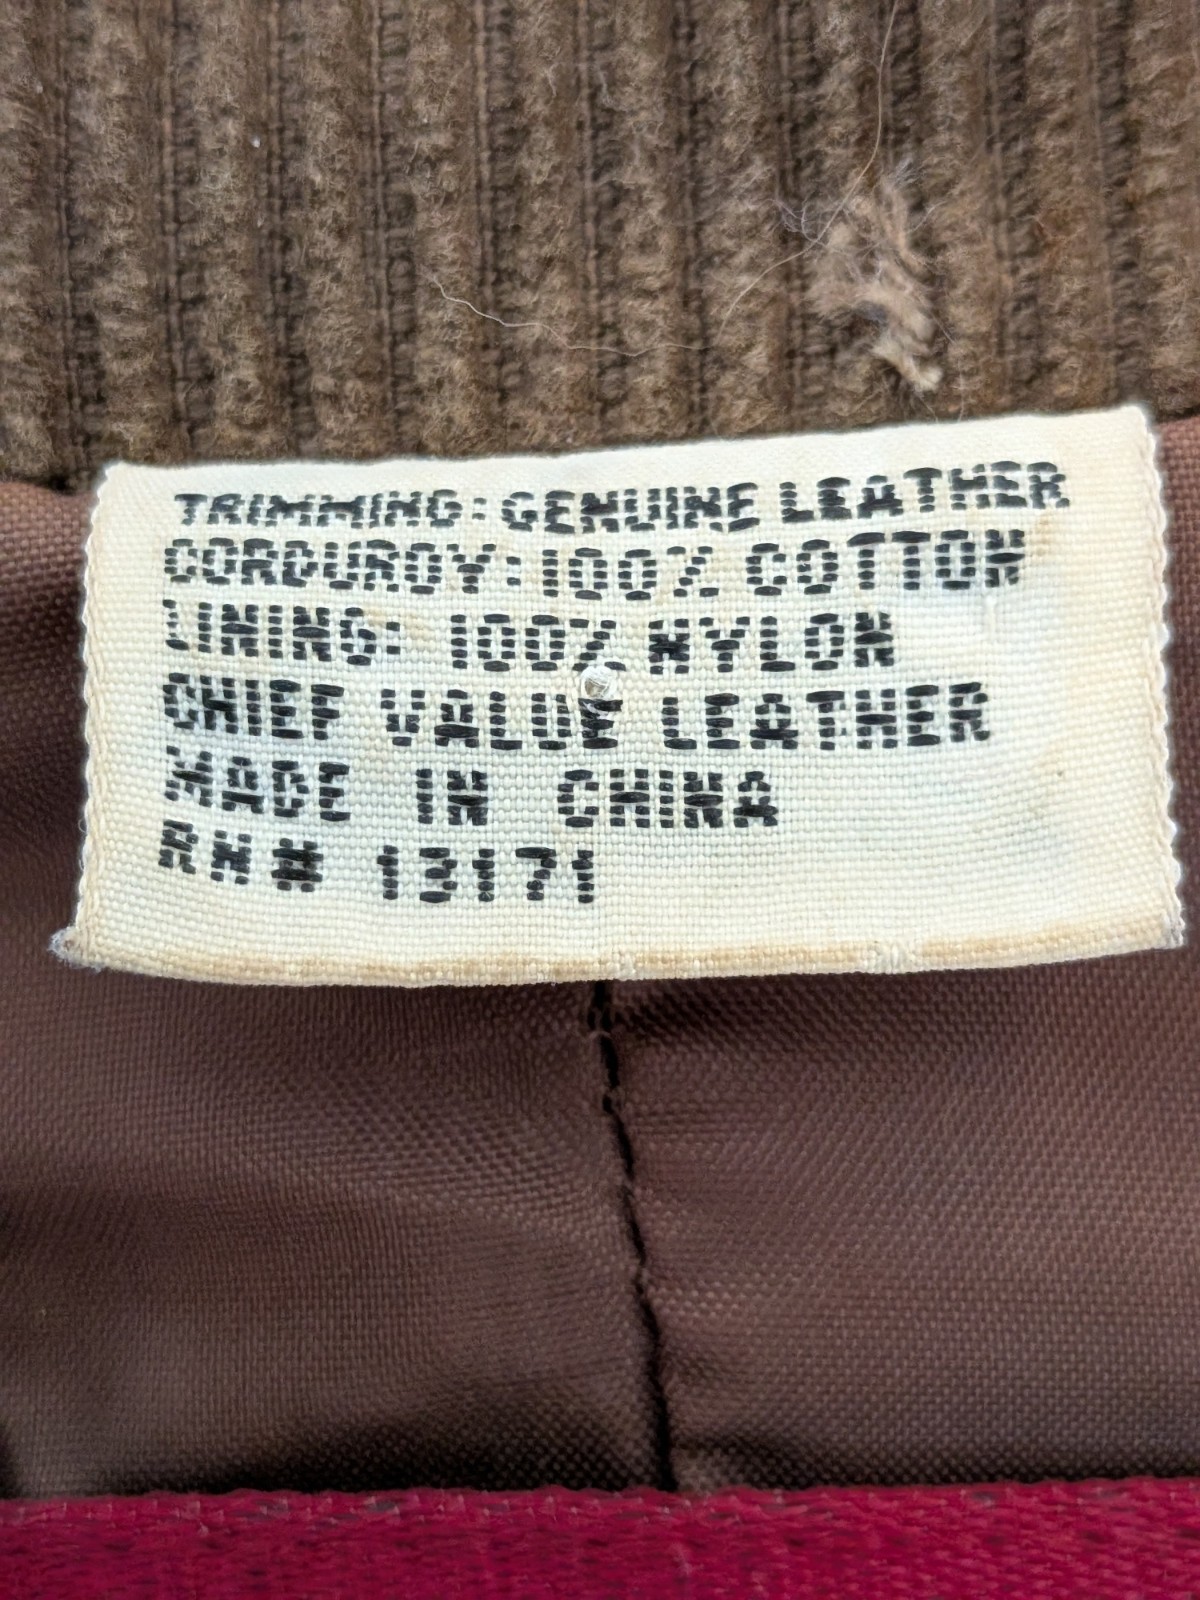 TRIMMING: GENUINE LEATHER
CORDUROY: 100% COTTON
LINING: 100% NYLON
CHIEF VALUE LEATHER
MADE IN CHINA
RN# 13171